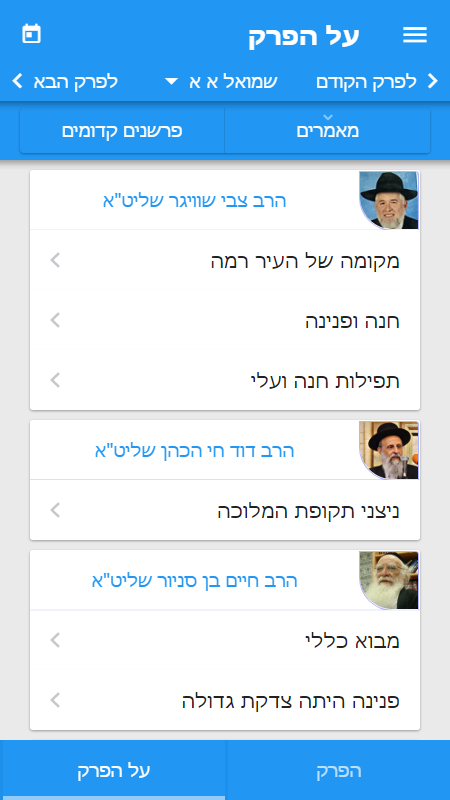 על הפרק
לפרק הקודם
שמואל א א
לפרק הבא
מאמרים
פרשנים קדומים
הרב צבי שוויגר שליט"א
מקומה של העיר רמה
חנה ופנינה
תפילות חנה ועלי
הרב דוד חי הכהן שליט"א
ניצני תקופת המלוכה
הרב חיים בן סניור שליט"א
מבוא כללי
פנינה היתה צדקת גדולה
הפרק
על הפרק